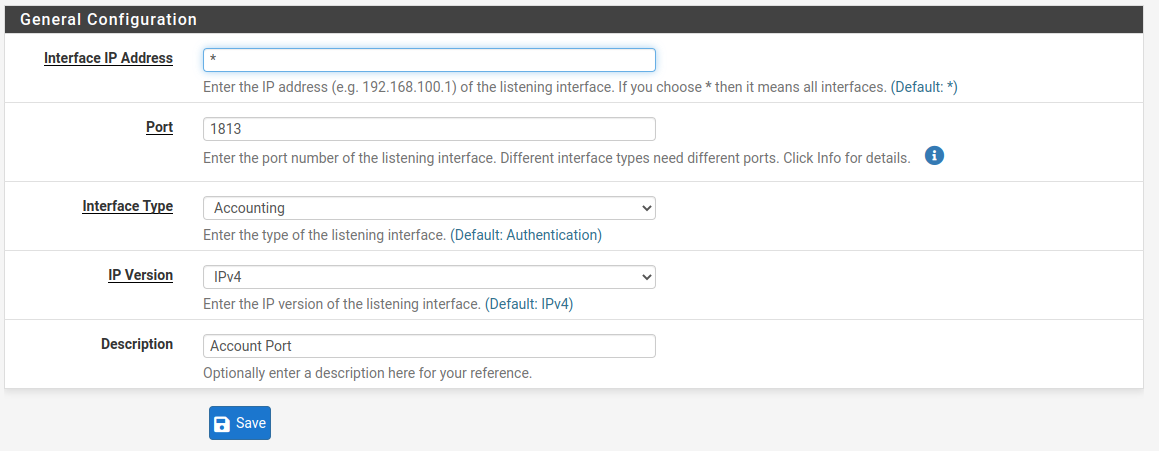 General Configuration
Interface IP Address
*
Enter the IP address (e.g. 192.168.100.1) of the listening interface. If you choose * then it means all interfaces. (Default: *)
Port
1813
Enter the port number of the listening interface. Different interface types need different ports. Click Info for details.
Interface Type
Accounting
Enter the type of the listening interface. (Default: Authentication)
IP Version
IPv4
Enter the IP version of the listening interface. (Default: IPv4)
Description
Account Port
Optionally enter a description here for your reference.
Save